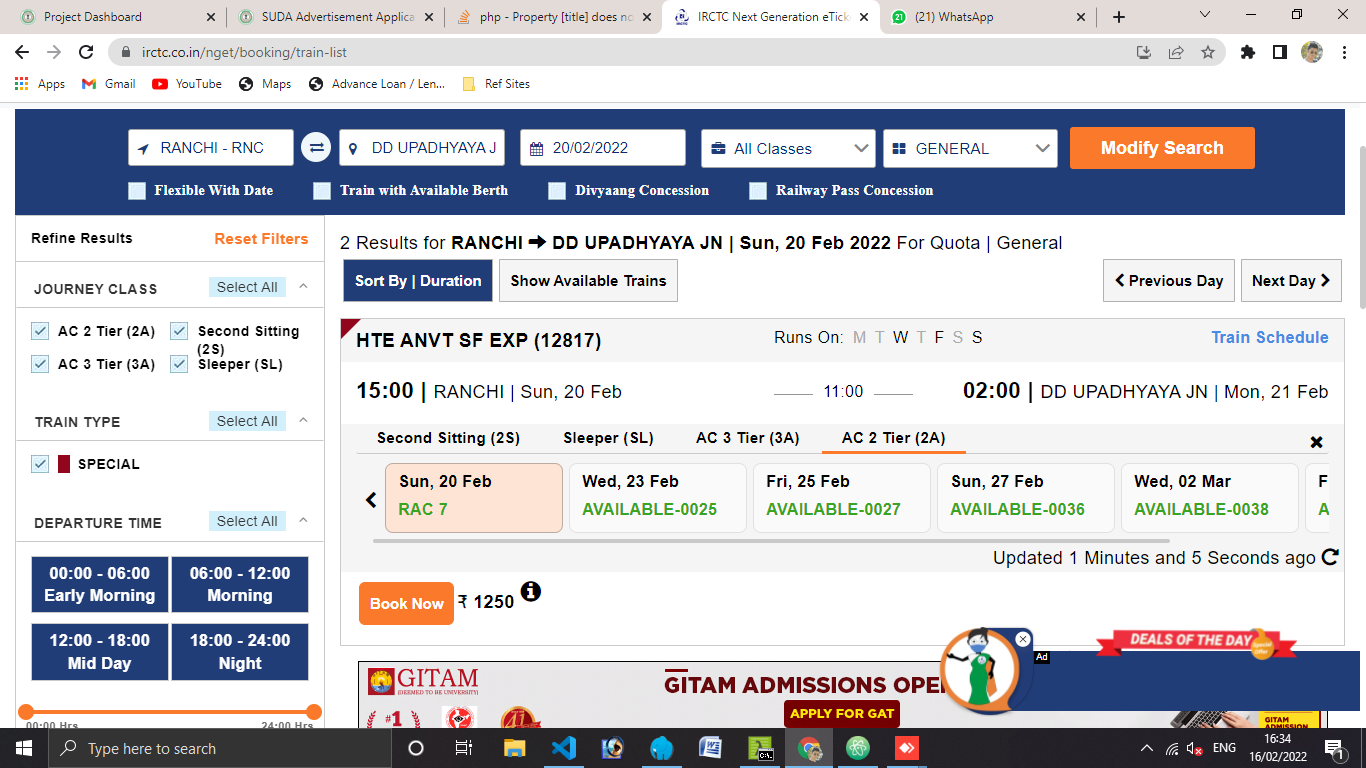 Project Dashboard
SUDA Advertisement Applica
php - Property [title] does no
IRCTC Next Generation eTick
(21) WhatsApp
irctc.co.in/nget/booking/train-list
Apps
Gmail
YouTube
Maps
Advance Loan / Len...
Ref Sites
RANCHI - RNC
DD UPADHYAYA J
20/02/2022
All Classes
GENERAL
Modify Search
Flexible With Date
Train with Available Berth
Divyaang Concession
Railway Pass Concession
Refine Results
Reset Filters
JOURNEY CLASS
Select All
AC 2 Tier (2A)
Second Sitting
(2S)
AC 3 Tier (3A)
Sleeper (SL)
TRAIN TYPE
Select All
SPECIAL
DEPARTURE TIME
Select All
00:00 - 06:00
Early Morning
06:00 - 12:00
Morning
12:00 - 18:00
Mid Day
18:00 - 24:00
Night
00:00 Hrs
24:00 Hrs
2 Results for RANCHI ➔ DD UPADHYAYA JN | Sun, 20 Feb 2022 For Quota | General
Sort By | Duration
Show Available Trains
Previous Day
Next Day
HTE ANVT SF EXP (12817)
Runs On: M T W T F S S
Train Schedule
15:00 | RANCHI | Sun, 20 Feb
11:00
02:00 | DD UPADHYAYA JN | Mon, 21 Feb
Second Sitting (2S)
Sleeper (SL)
AC 3 Tier (3A)
AC 2 Tier (2A)
Sun, 20 Feb
RAC 7
Wed, 23 Feb
AVAILABLE-0025
Fri, 25 Feb
AVAILABLE-0027
Sun, 27 Feb
AVAILABLE-0036
Wed, 02 Mar
AVAILABLE-0038
F
A
Updated 1 Minutes and 5 Seconds ago
Book Now
₹ 1250
Ad
DEALS OF THE DAY
Special
Offer
GITAM
(DEEMED TO BE UNIVERSITY)
#1
GITAM ADMISSIONS OPE
APPLY FOR GAT
GITAM
ADMISSION
Type here to search
ENG
16:34
16/02/2022
1